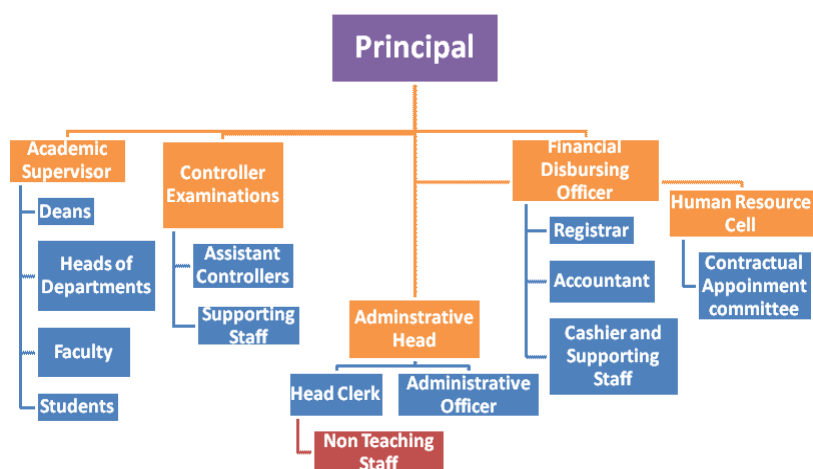 Principal
Academic
Supervisor
Deans
Heads of
Departments
Faculty
Students
Controller
Examinations
Assistant
Controllers
Supporting
Staff
Adminstrative
Head
Head Clerk
Administrative
Officer
Non Teaching
Staff
Financial
Disbursing
Officer
Registrar
Accountant
Cashier and
Supporting
Staff
Human Resource
Cell
Contractual
Appoinment
committee